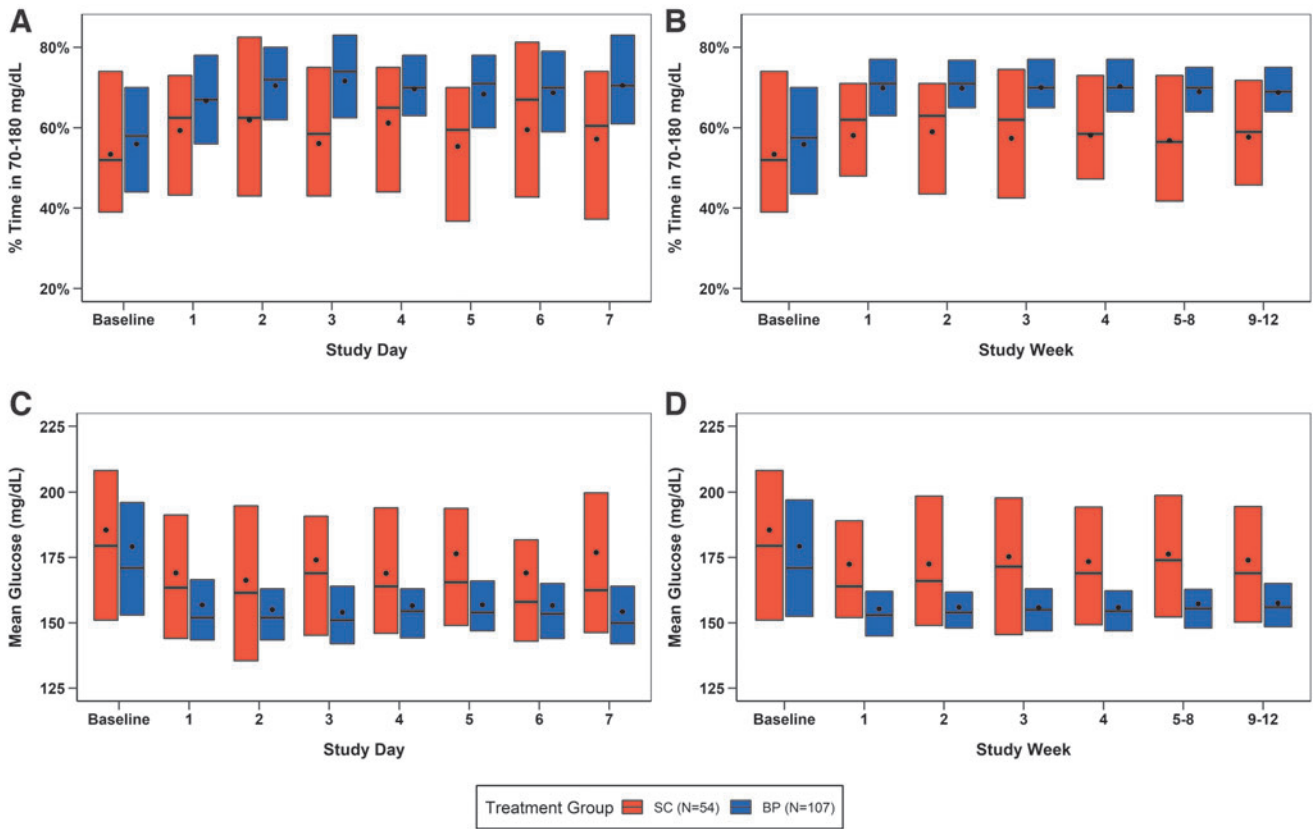 A
% Time in 70-180 mg/dL
80%
60%
40%
20%
Baseline 1 2 3 4 5 6 7
Study Day
B
% Time in 70-180 mg/dL
80%
60%
40%
20%
Baseline 1 2 3 4 5-8 9-12
Study Week
C
Mean Glucose (mg/dL)
225
200
175
150
125
Baseline 1 2 3 4 5 6 7
Study Day
D
Mean Glucose (mg/dL)
225
200
175
150
125
Baseline 1 2 3 4 5-8 9-12
Study Week
Treatment Group SC (N=54) BP (N=107)